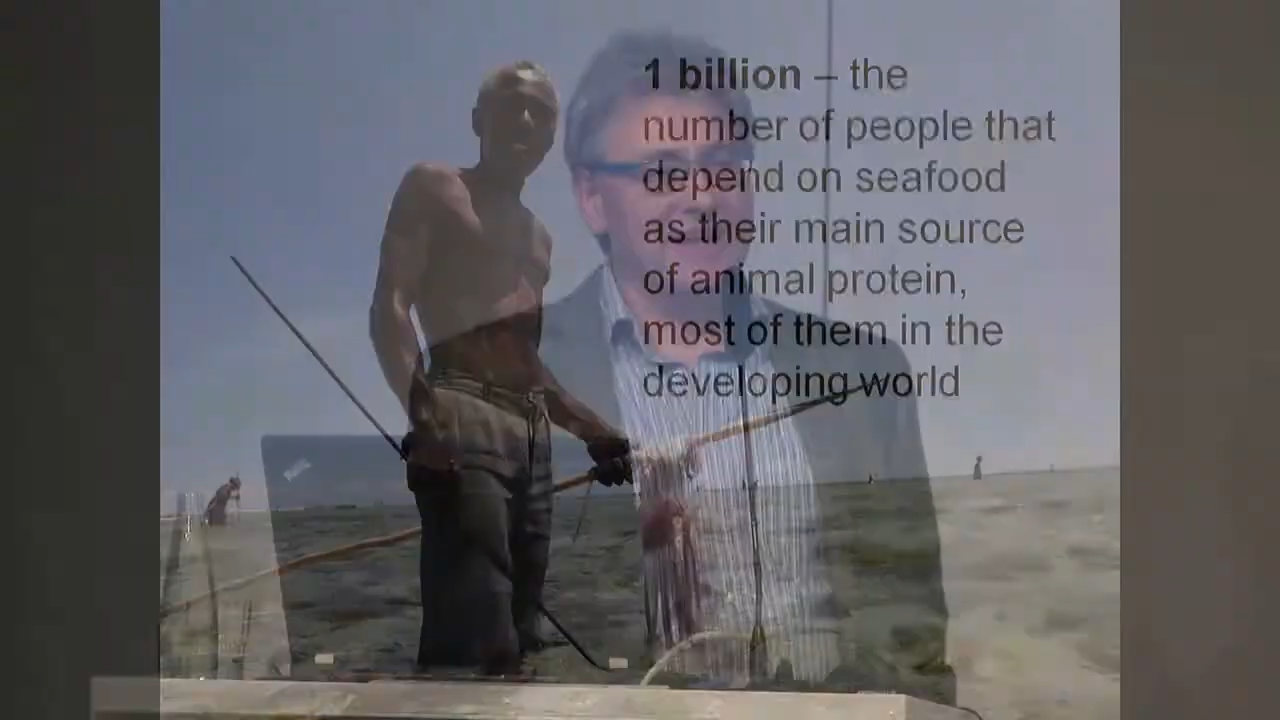 1 billion – the
number of people that
depend on seafood
as their main source
of animal protein,
most of them in the
developing world